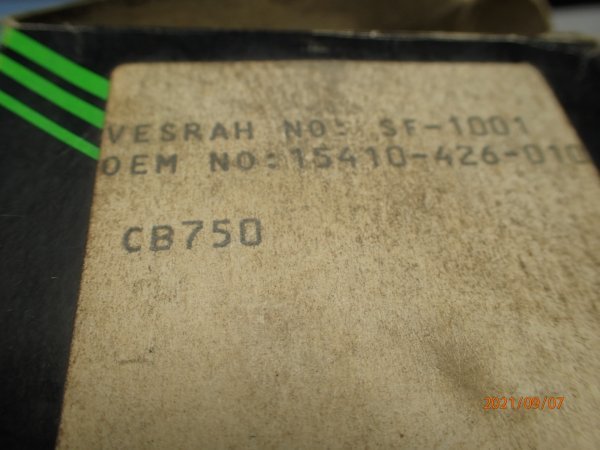 VESRAH NO: SF-1001
OEM NO:15410-426-010
CB750
2021/09/07